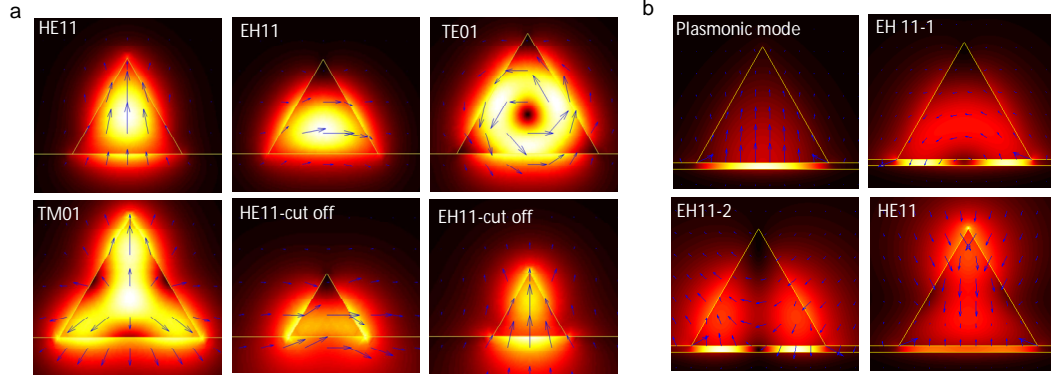 a
HE11
EH11
TE01
TM01
HE11-cut off
EH11-cut off
b
Plasmonic mode
EH 11-1
EH11-2
HE11